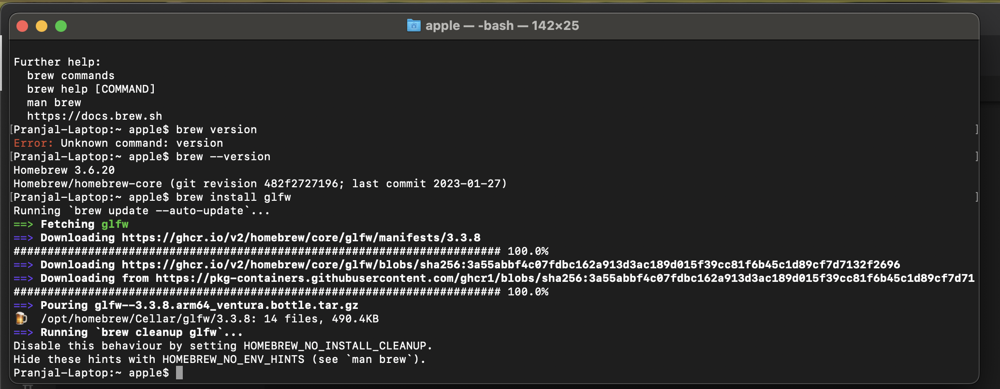 apple — -bash — 142×25
Further help:
  brew commands
  brew help [COMMAND]
  man brew
  https://docs.brew.sh
[Pranjal-Laptop:~ apple$ brew version ]
Error: Unknown command: version
[Pranjal-Laptop:~ apple$ brew --version ]
Homebrew 3.6.20
Homebrew/homebrew-core (git revision 482f2727196; last commit 2023-01-27)
[Pranjal-Laptop:~ apple$ brew install glfw ]
Running `brew update --auto-update`...
==> Fetching glfw
==> Downloading https://ghcr.io/v2/homebrew/core/glfw/manifests/3.3.8
######################################################################## 100.0%
==> Downloading https://ghcr.io/v2/homebrew/core/glfw/blobs/sha256:3a55abbf4c07fdbc162a913d3ac189d015f39cc81f6b45c1d89cf7d7132f2696
==> Downloading from https://pkg-containers.githubusercontent.com/ghcr1/blobs/sha256:3a55abbf4c07fdbc162a913d3ac189d015f39cc81f6b45c1d89cf7d71
######################################################################## 100.0%
==> Pouring glfw--3.3.8.arm64_ventura.bottle.tar.gz
🍺  /opt/homebrew/Cellar/glfw/3.3.8: 14 files, 490.4KB
==> Running `brew cleanup glfw`...
Disable this behaviour by setting HOMEBREW_NO_INSTALL_CLEANUP.
Hide these hints with HOMEBREW_NO_ENV_HINTS (see `man brew`).
Pranjal-Laptop:~ apple$